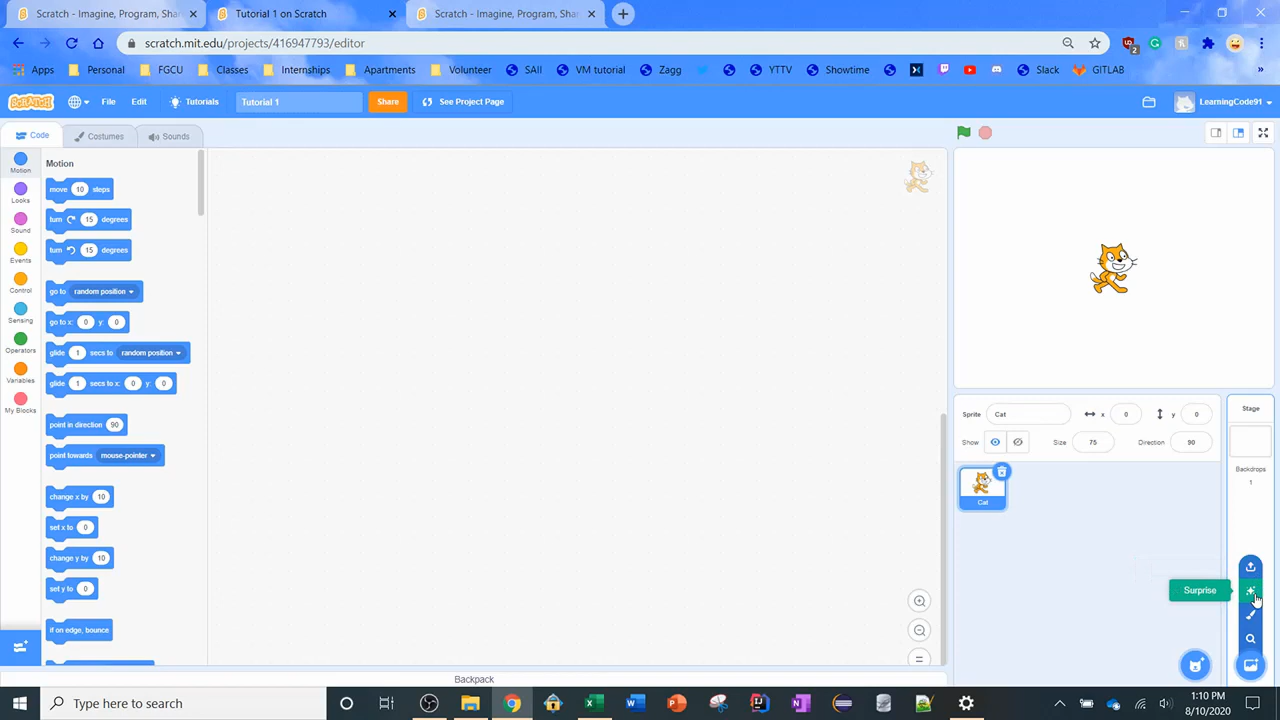 Scratch - Imagine, Program, Sha
Tutorial 1 on Scratch
Scratch - Imagine, Program, Sha
scratch.mit.edu/projects/416947793/editor
2
Apps Personal FGCU Classes Internships Apartments Volunteer SAII VM tutorial Zagg YTTV Showtime Slack GITLAB »
SCRATCH File Edit Tutorials Tutorial 1 Share See Project Page LearningCode91
Code Costumes Sounds
Motion
Looks
Sound
Events
Control
Sensing
Operators
Variables
My Blocks
Motion
move 10 steps
turn 15 degrees
turn 15 degrees
go to random position
go to x: 0 y: 0
glide 1 secs to random position
glide 1 secs to x: 0 y: 0
point in direction 90
point towards mouse-pointer
change x by 10
set x to 0
change y by 10
set y to 0
if on edge, bounce
Sprite Cat x 0 y 0
Show Size 75 Direction 90
Cat
Stage
Backdrops
1
Surprise
Backpack
Type here to search
1:10 PM
8/10/2020